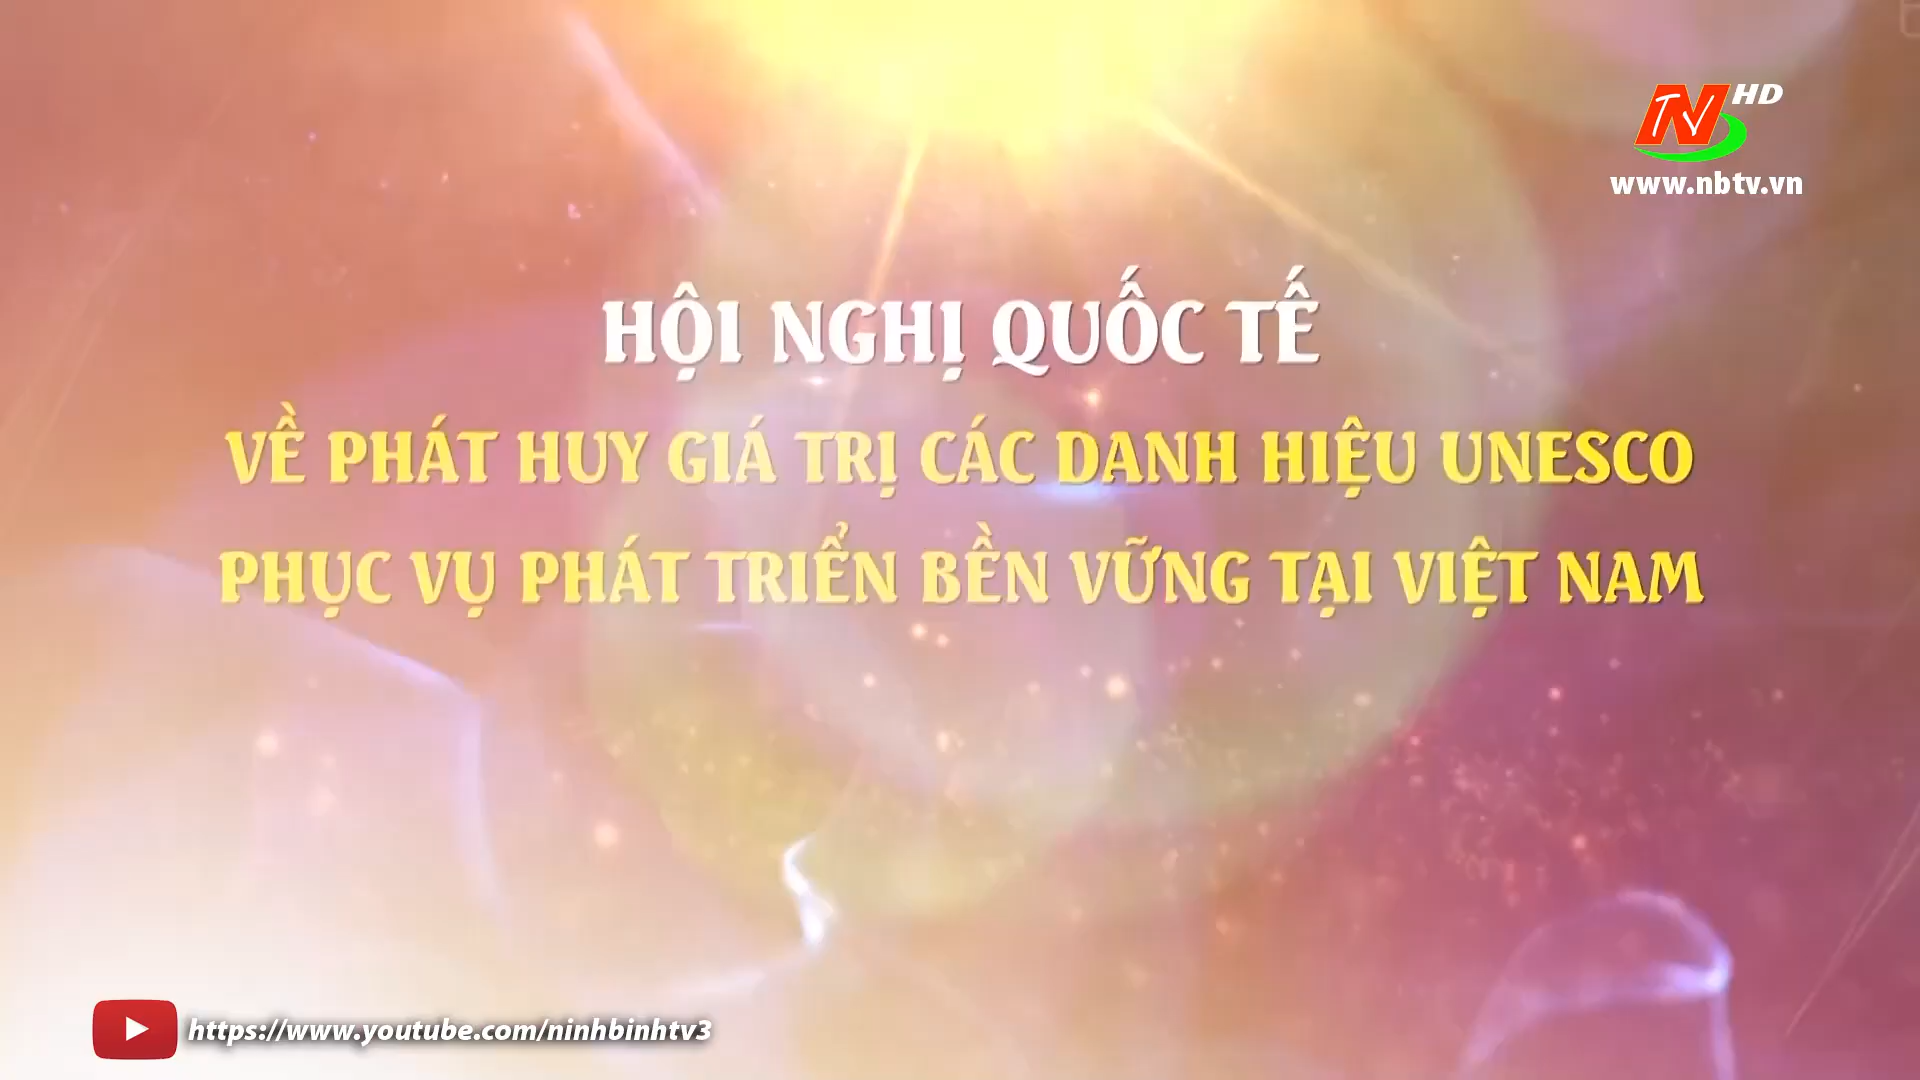 NTV HD
www.nbtv.vn
HỘI NGHỊ QUỐC TẾ
VỀ PHÁT HUY GIÁ TRỊ CÁC DANH HIỆU UNESCO
PHỤC VỤ PHÁT TRIỂN BỀN VỮNG TẠI VIỆT NAM
https://www.youtube.com/ninhbinhtv3